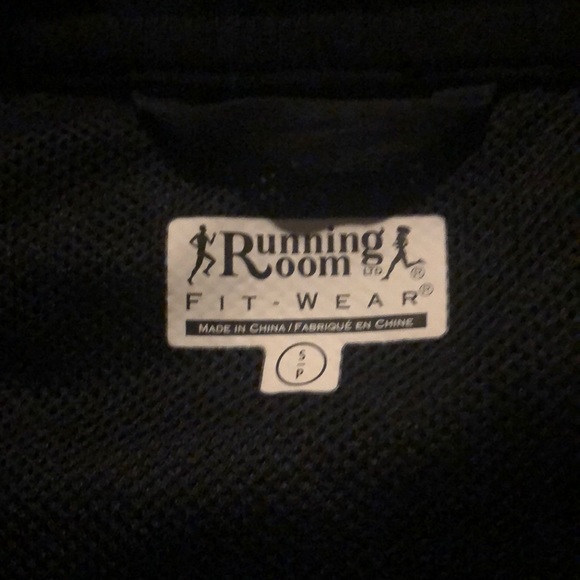 Running
Room LTD ®
FIT-WEAR®
MADE IN CHINA / FABRIQUÉ EN CHINE
S
P